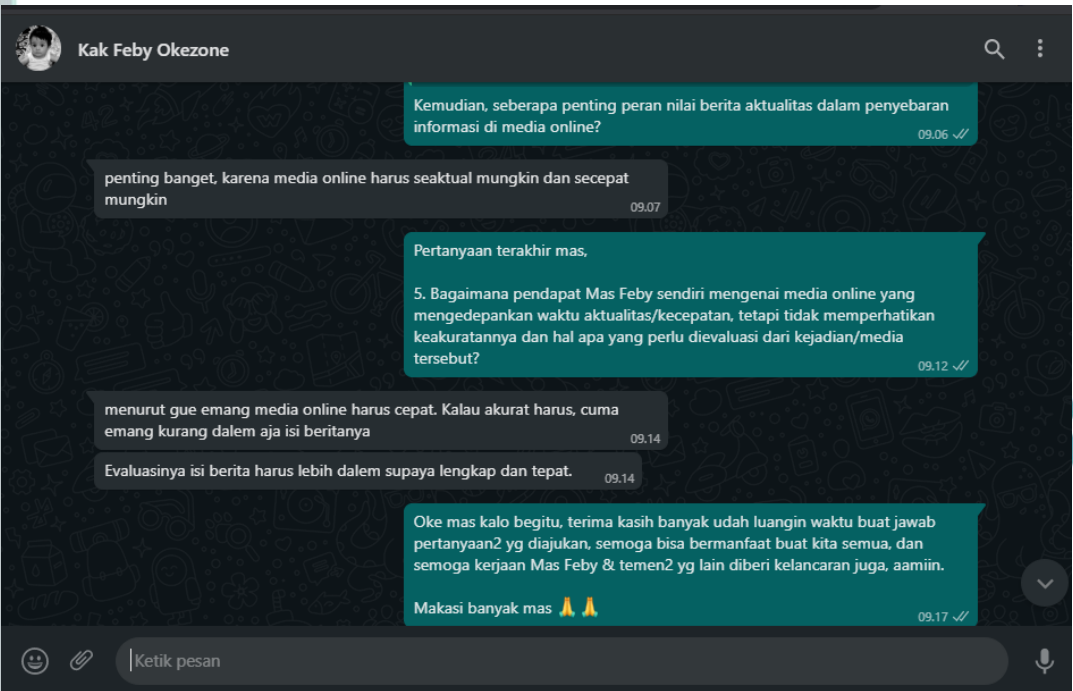 Kak Feby Okezone
Kemudian, seberapa penting peran nilai berita aktualitas dalam penyebaran
informasi di media online?
09.06
penting banget, karena media online harus seaktual mungkin dan secepat
mungkin
09.07
Pertanyaan terakhir mas,
5. Bagaimana pendapat Mas Feby sendiri mengenai media online yang
mengedepankan waktu aktualitas/kecepatan, tetapi tidak memperhatikan
keakuratannya dan hal apa yang perlu dievaluasi dari kejadian/media
tersebut?
09.12
menurut gue emang media online harus cepat. Kalau akurat harus, cuma
emang kurang dalem aja isi beritanya
09.14
Evaluasinya isi berita harus lebih dalem supaya lengkap dan tepat.
09.14
Oke mas kalo begitu, terima kasih banyak udah luangin waktu buat jawab
pertanyaan2 yg diajukan, semoga bisa bermanfaat buat kita semua, dan
semoga kerjaan Mas Feby & temen2 yg lain diberi kelancaran juga, aamiin.
Makasi banyak mas 🙏 🙏
09.17
Ketik pesan